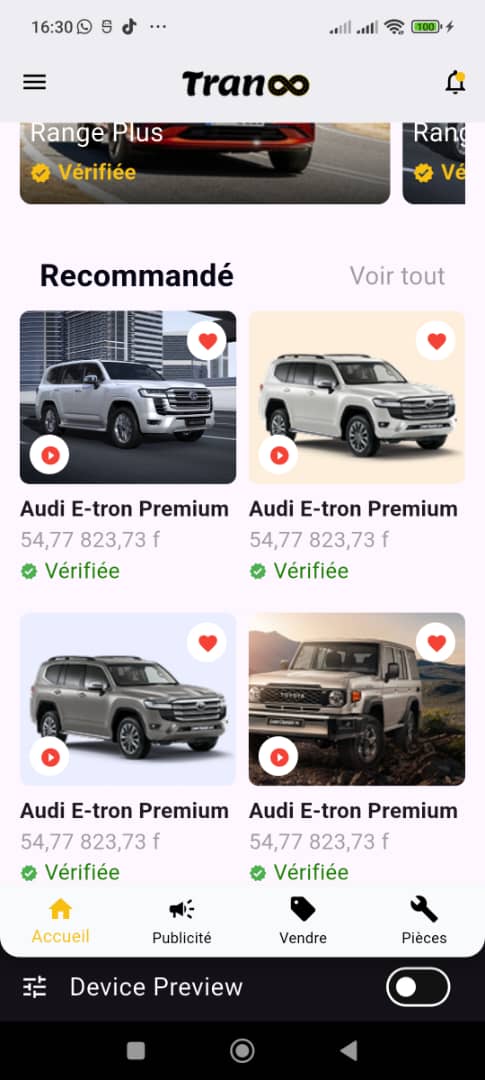 16:30
100
Tran∞
Range Plus
Rang
Vérifiée
Vé
Recommandé
Voir tout
Audi E-tron Premium
Audi E-tron Premium
54,77 823,73 f
54,77 823,73 f
Vérifiée
Vérifiée
TOYOTA
Audi E-tron Premium
Audi E-tron Premium
54,77 823,73 f
54,77 823,73 f
Vérifiée
Vérifiée
Accueil
Publicité
Vendre
Pièces
Device Preview